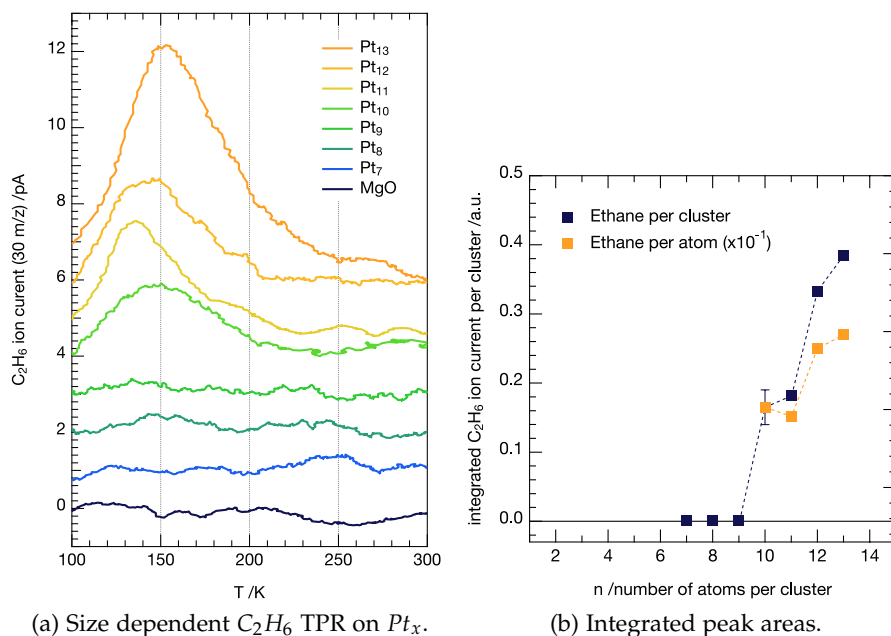 12
10
8
6
4
2
0
C₂H₆ ion curent (30 m/z) /pA
Pt₁₃
Pt₁₂
Pt₁₁
Pt₁₀
Pt₉
Pt₈
Pt₇
MgO
100
150
200
250
300
T /K
(a) Size dependent C₂H₆ TPR on Ptₓ.
0.5
0.4
0.3
0.2
0.1
0.0
integrated C₂H₆ ion current per cluster /a.u.
Ethane per cluster
Ethane per atom (x10⁻¹)
2
4
6
8
10
12
14
n /number of atoms per cluster
(b) Integrated peak areas.